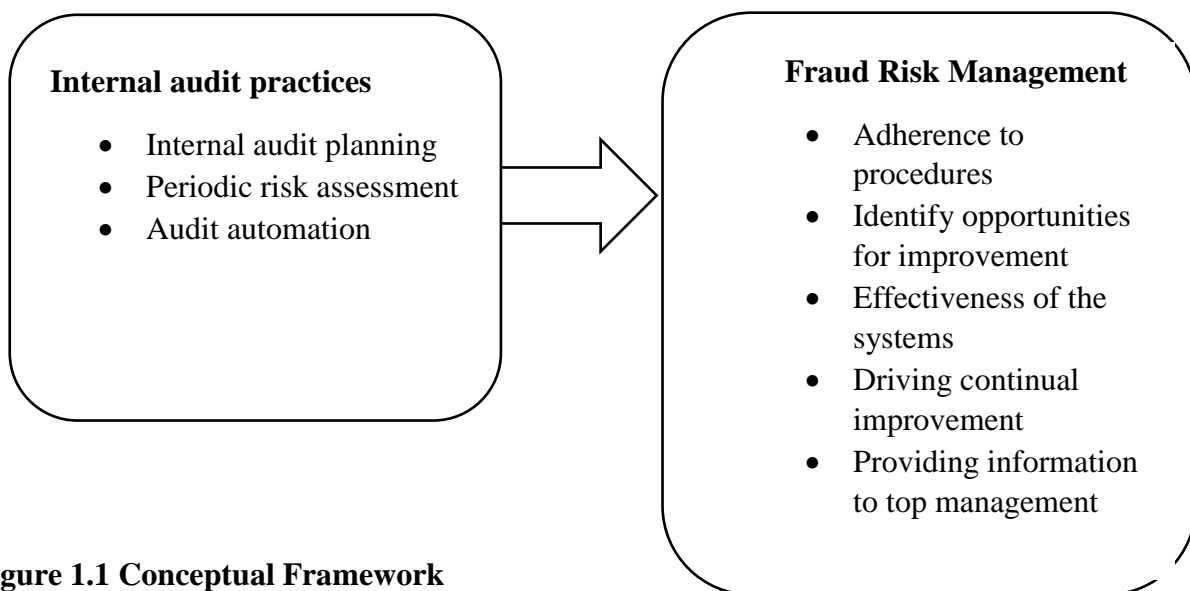 Internal audit practices
• Internal audit planning
• Periodic risk assessment
• Audit automation
Fraud Risk Management
• Adherence to
procedures
• Identify opportunities
for improvement
• Effectiveness of the
systems
• Driving continual
improvement
• Providing information
to top management
gure 1.1 Conceptual Framework